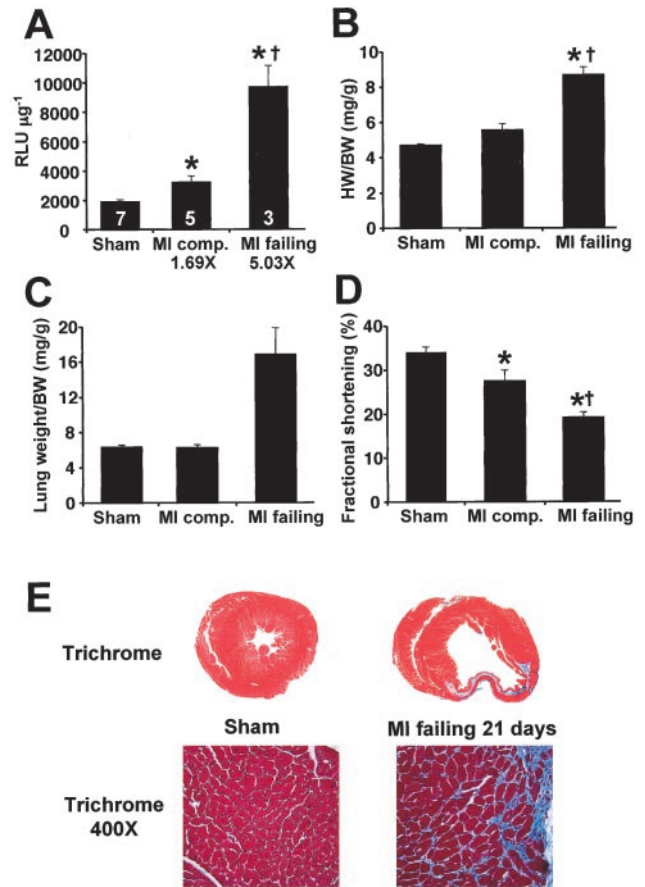 A
RLU µg-1
12000
10000
8000
6000
4000
2000
0
*
*†
7
5
3
Sham
MI comp.
MI failing
1.69X
5.03X
B
HW/BW (mg/g)
10
8
6
4
2
0
*†
Sham
MI comp.
MI failing
C
Lung weight/BW (mg/g)
20
16
12
8
4
0
Sham
MI comp.
MI failing
D
Fractional shortening (%)
40
30
20
10
0
*
*†
Sham
MI comp.
MI failing
E
Trichrome
Sham
MI failing 21 days
Trichrome
400X